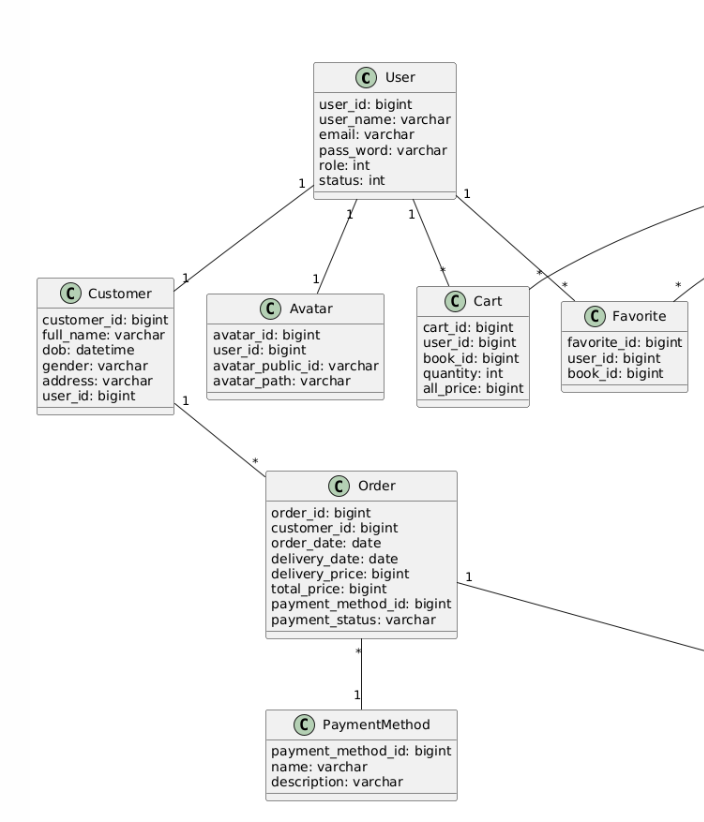 C User
user_id: bigint
user_name: varchar
email: varchar
pass_word: varchar
role: int
status: int
1
1
1
1
1
1
*
*
*
*
C Customer
customer_id: bigint
full_name: varchar
dob: datetime
gender: varchar
address: varchar
user_id: bigint
C Avatar
avatar_id: bigint
user_id: bigint
avatar_public_id: varchar
avatar_path: varchar
C Cart
cart_id: bigint
user_id: bigint
book_id: bigint
quantity: int
all_price: bigint
C Favorite
favorite_id: bigint
user_id: bigint
book_id: bigint
1
*
C Order
order_id: bigint
customer_id: bigint
order_date: date
delivery_date: date
delivery_price: bigint
total_price: bigint
payment_method_id: bigint
payment_status: varchar
1
*
1
C PaymentMethod
payment_method_id: bigint
name: varchar
description: varchar